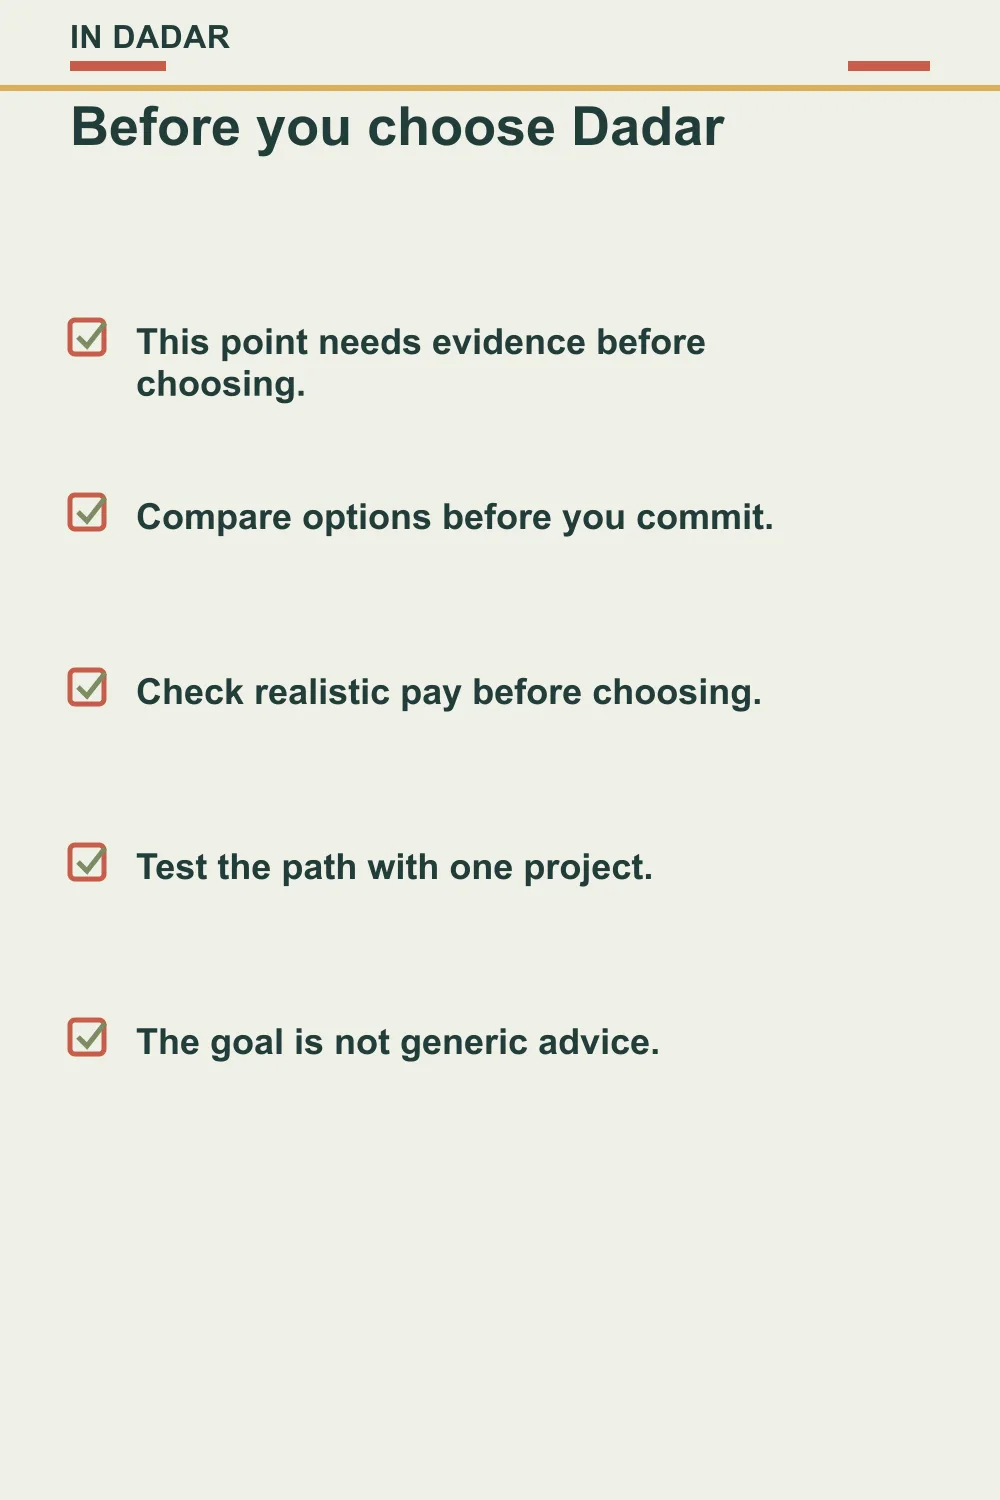 IN DADAR
Before you choose Dadar
This point needs evidence before
choosing.
Compare options before you commit.
Check realistic pay before choosing.
Test the path with one project.
The goal is not generic advice.